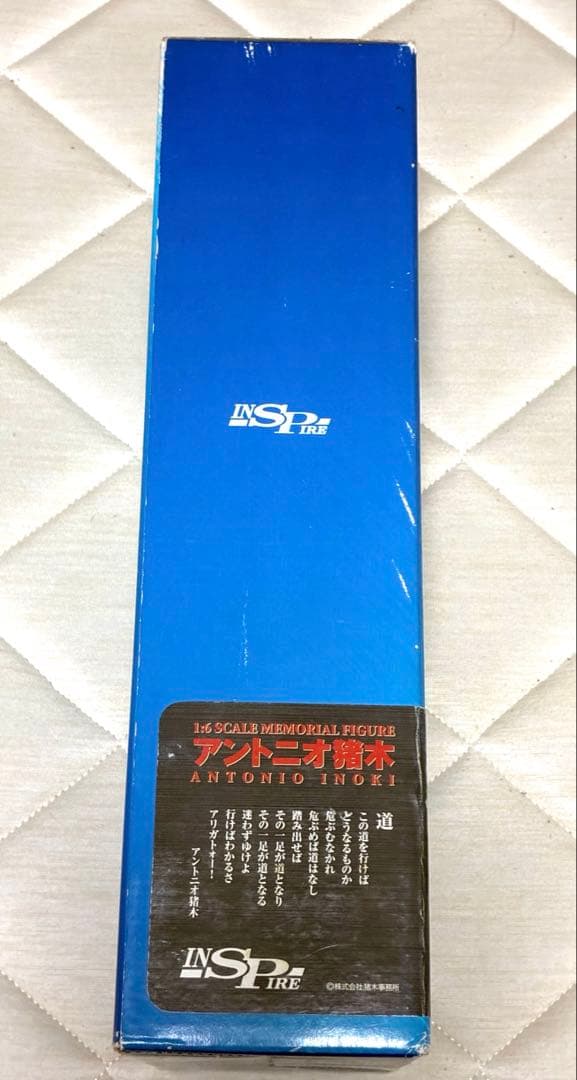 INSPIRE
1:6 SCALE MEMORIAL FIGURE
アントニオ猪木
ANTONIO INOKI
道
この道を行けば
どうなるものか
危ぶむなかれ
危ぶめば道はなし
踏み出せば
その一足が道となり
その一足が道となる
迷わずゆけよ
行けばわかるさ
アリガトォー!
アントニオ猪木
INSPIRE
©株式会社猪木事務所